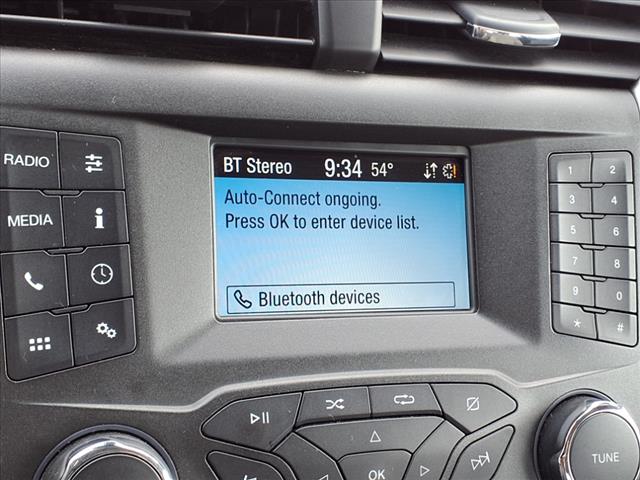 BT Stereo 9:34 54°
Auto-Connect ongoing.
Press OK to enter device list.
Bluetooth devices
RADIO
MEDIA
1 2
3 4
5 6
7 8
9 0
* #
OK
TUNE